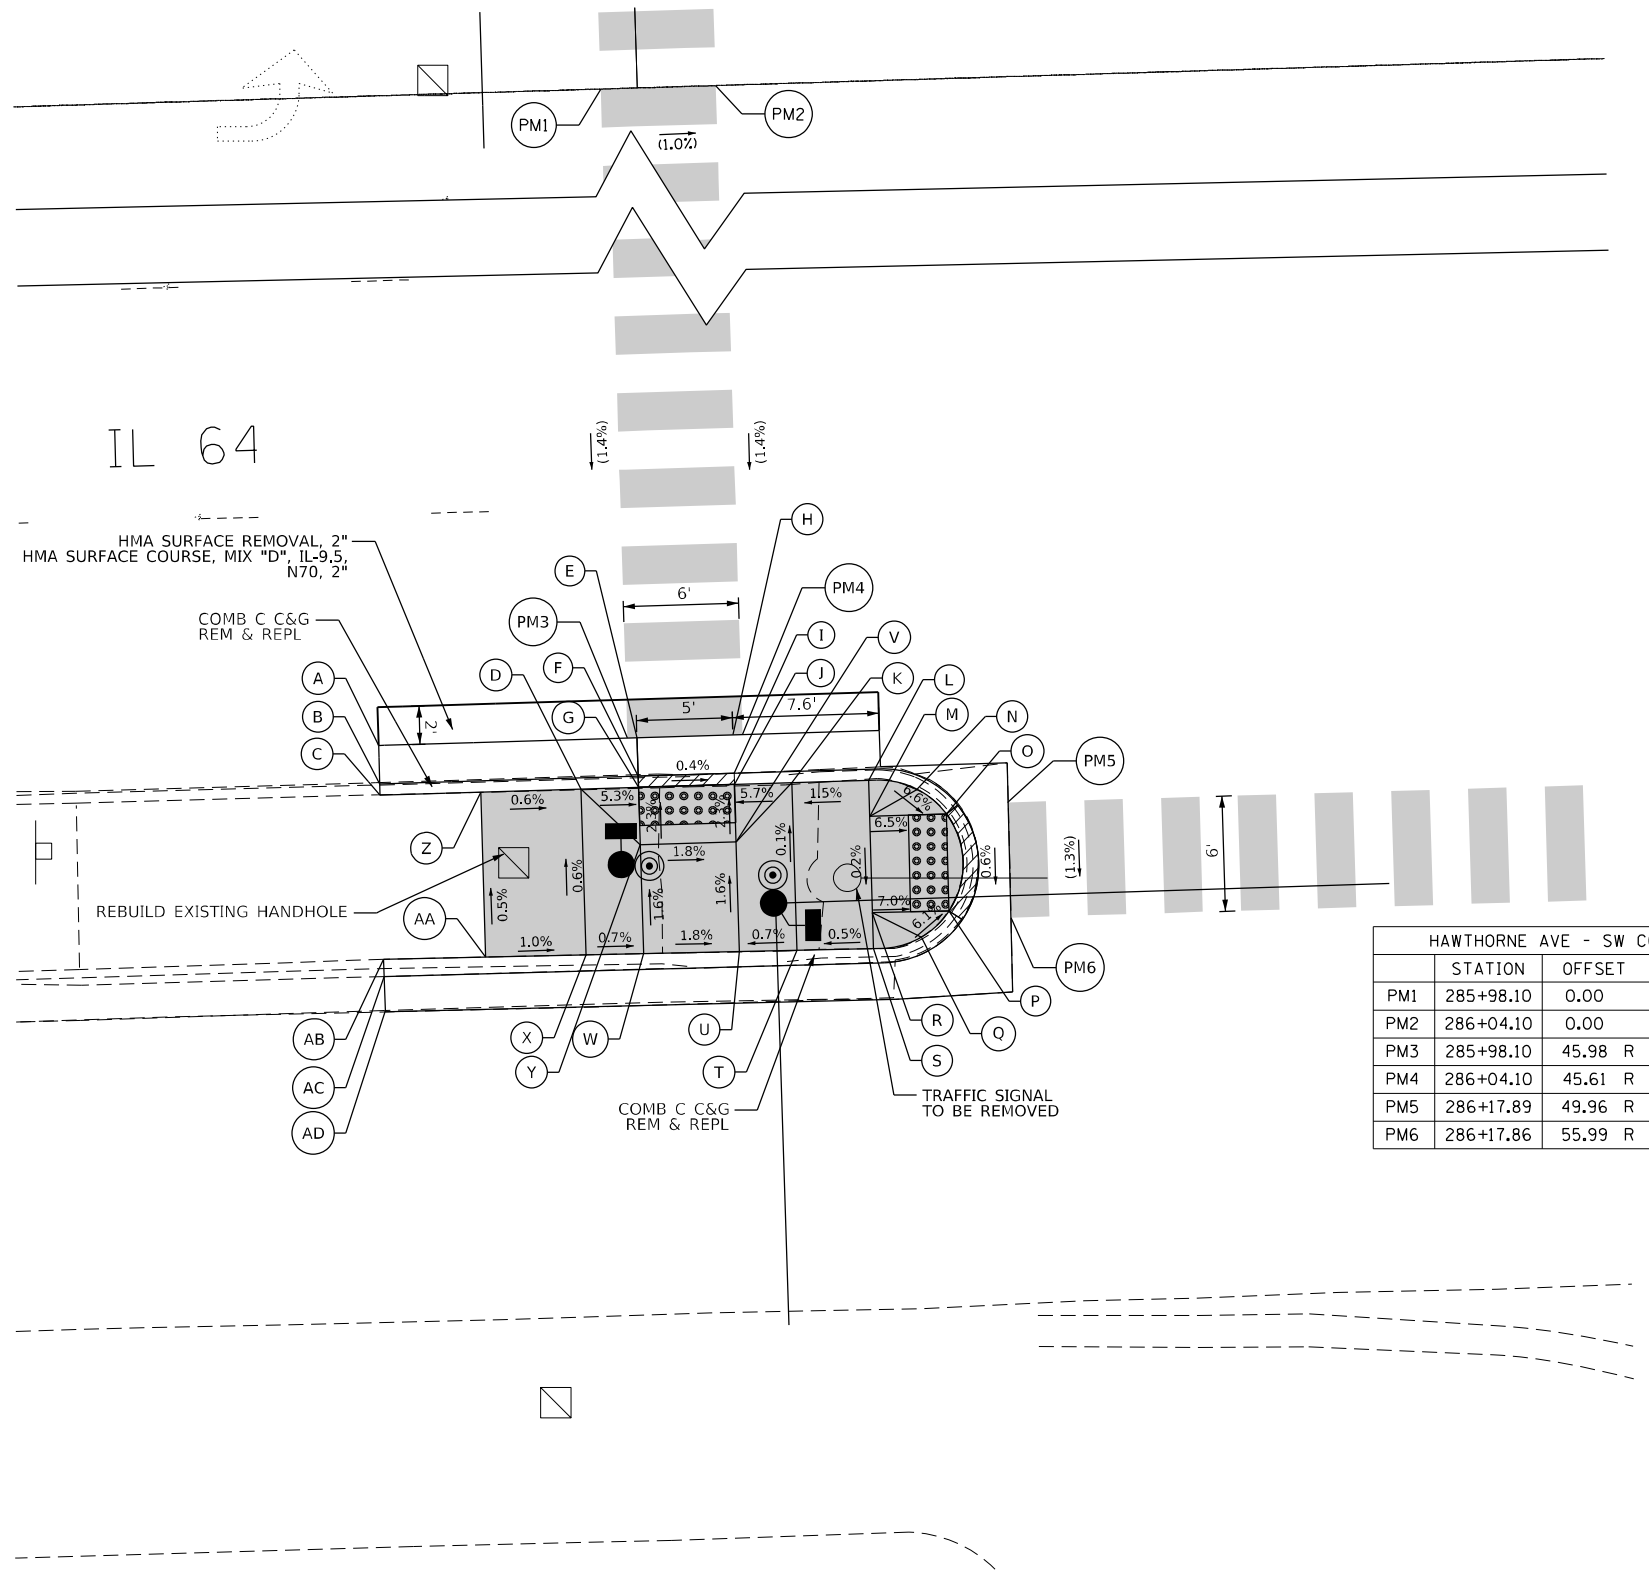 PM1
PM2
(1.0%)
IL 64
(1.4%)
(1.4%)
HMA SURFACE REMOVAL, 2"
HMA SURFACE COURSE, MIX "D", IL-9.5,
N70, 2"
COMB C C&G
REM & REPL
H
E
PM4
6'
PM3
I
V
F
J
D
K
L
A
M
B
G
N
C
O
PM5
2'
5'
7.6'
0.4%
0.6%
5.3%
2.3%
5.7%
1.5%
6.6%
6.5%
Z
0.6%
1.8%
0.1%
0.2%
0.6%
(1.3%)
6'
REBUILD EXISTING HANDHOLE
AA
0.5%
1.6%
1.6%
7.0%
6.1%
1.0%
0.7%
1.8%
0.7%
0.5%
PM6
P
AB
X
W
U
R
Q
AC
Y
T
S
AD
COMB C C&G
REM & REPL
TRAFFIC SIGNAL
TO BE REMOVED
HAWTHORNE AVE - SW
STATION OFFSET
PM1 285+98.10 0.00
PM2 286+04.10 0.00
PM3 285+98.10 45.98 R
PM4 286+04.10 45.61 R
PM5 286+17.89 49.96 R
PM6 286+17.86 55.99 R